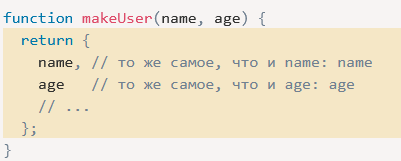 function makeUser(name, age) {
  return {
    name, // то же самое, что и name: name
    age   // то же самое, что и age: age
    // ...
  };
}